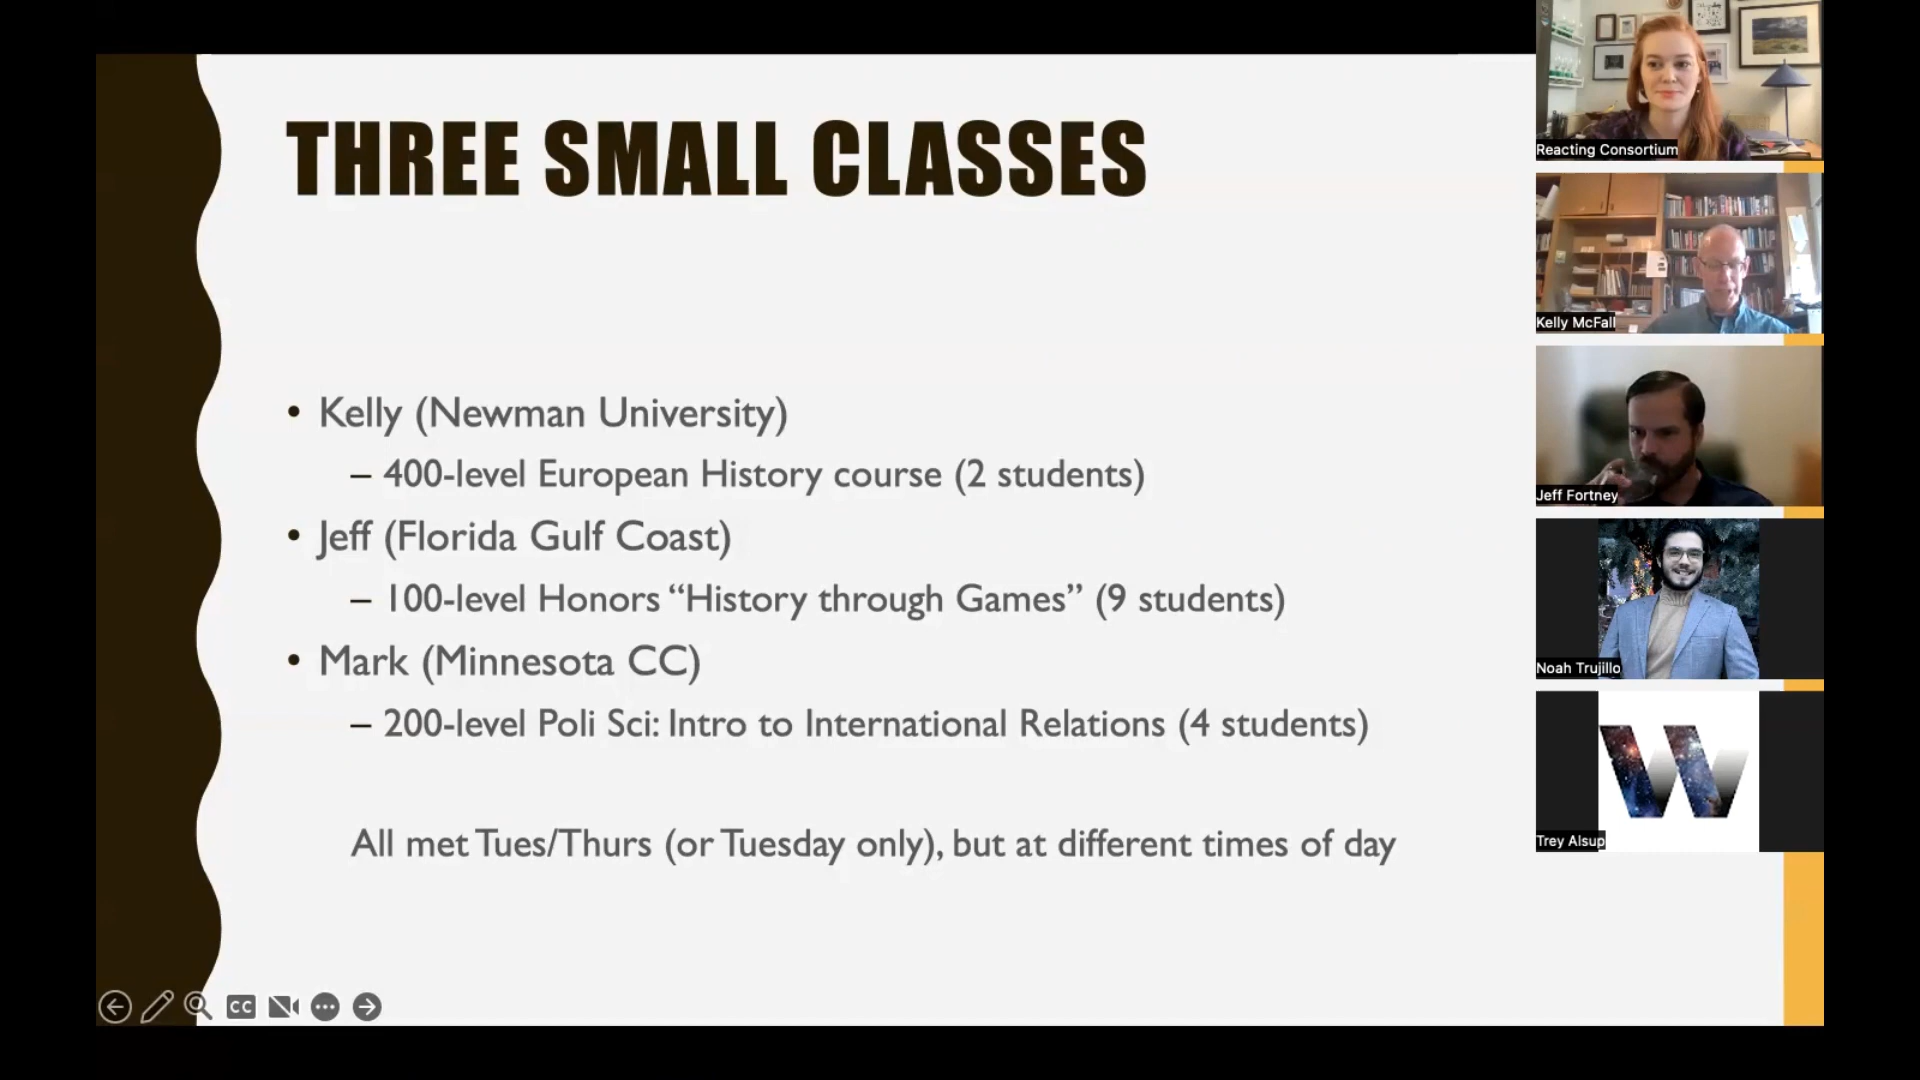 THREE SMALL CLASSES
• Kelly (Newman University)
– 400-level European History course (2 students)
• Jeff (Florida Gulf Coast)
– 100-level Honors “History through Games” (9 students)
• Mark (Minnesota CC)
– 200-level Poli Sci: Intro to International Relations (4 students)
All met Tues/Thurs (or Tuesday only), but at different times of day
CC
Reacting Consortium
Kelly McFall
Jeff Fortney
Noah Trujillo
W
Trey Alsup